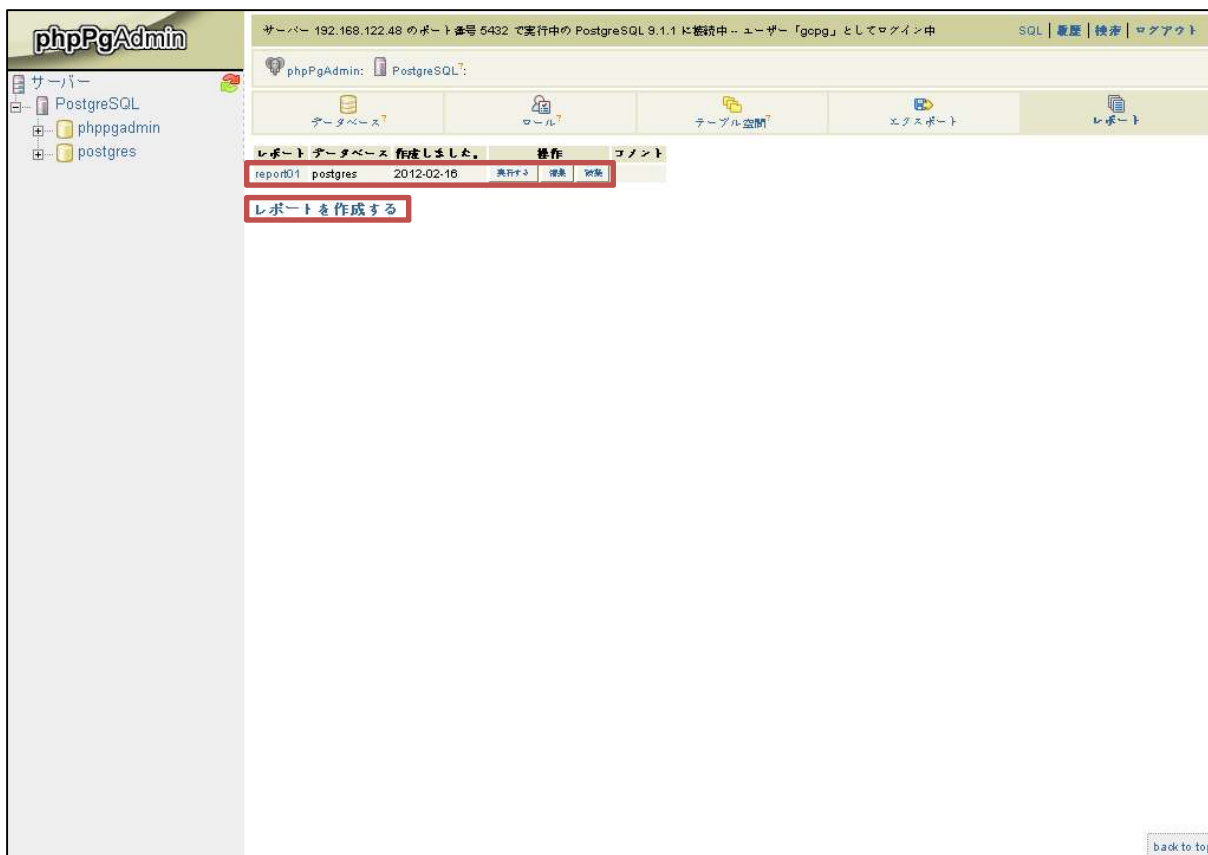 phpPgAdmin
サーバー
PostgreSQL
phppgadmin
postgres
サーバー 192.168.122.48 のポート番号 5432 で実行中の PostgreSQL 9.1.1 に接続中 -- ユーザー「gcpg」としてログイン中
SQL | 履歴 | 検索 | ログアウト
phpPgAdmin: PostgreSQL?:
データベース? ロール? テーブル空間? エクスポート レポート
レポート データベース 作成しました。 操作 コメント
report01 postgres 2012-02-16 実行する 編集 破棄
レポートを作成する
back to top